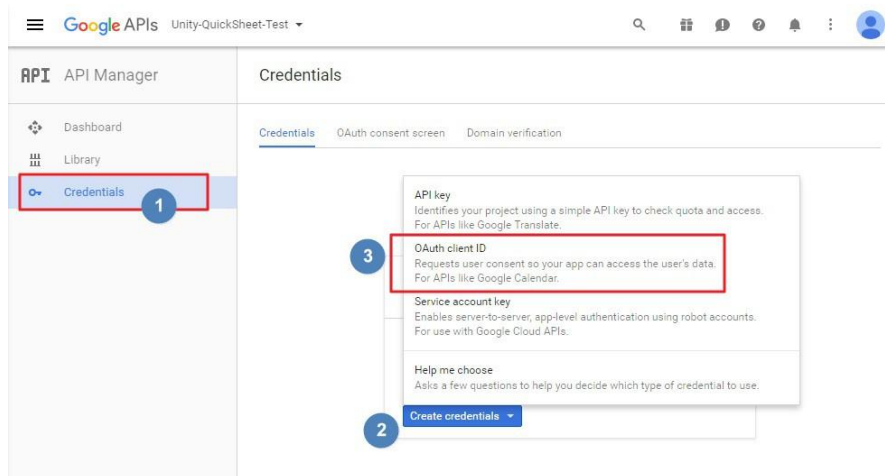 Google APIs Unity-QuickSheet-Test
API API Manager
Credentials
Dashboard
Library
Credentials
1
Credentials OAuth consent screen Domain verification
API key
Identifies your project using a simple API key to check quota and access.
For APIs like Google Translate.
3
OAuth client ID
Requests user consent so your app can access the user's data.
For APIs like Google Calendar.
Service account key
Enables server-to-server, app-level authentication using robot accounts.
For use with Google Cloud APIs.
Help me choose
Asks a few questions to help you decide which type of credential to use.
Create credentials
2